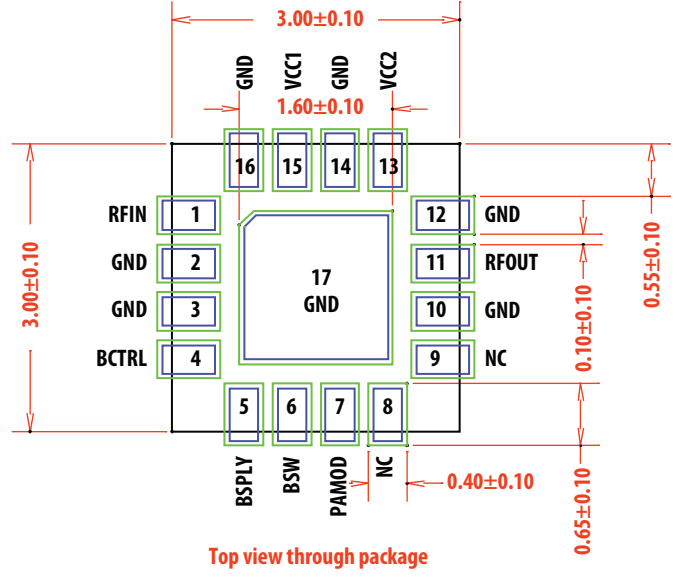 3.00±0.10
GND
VCC1
GND
VCC2
1.60±0.10
16
15
14
13
RFIN
1
12
GND
GND
2
11
RFOUT
17
GND
GND
3
10
GND
BCTRL
4
9
NC
3.00±0.10
0.55±0.10
0.10±0.10
5
6
7
8
BSPLY
BSW
PAMOD
NC
0.40±0.10
0.65±0.10
Top view through package